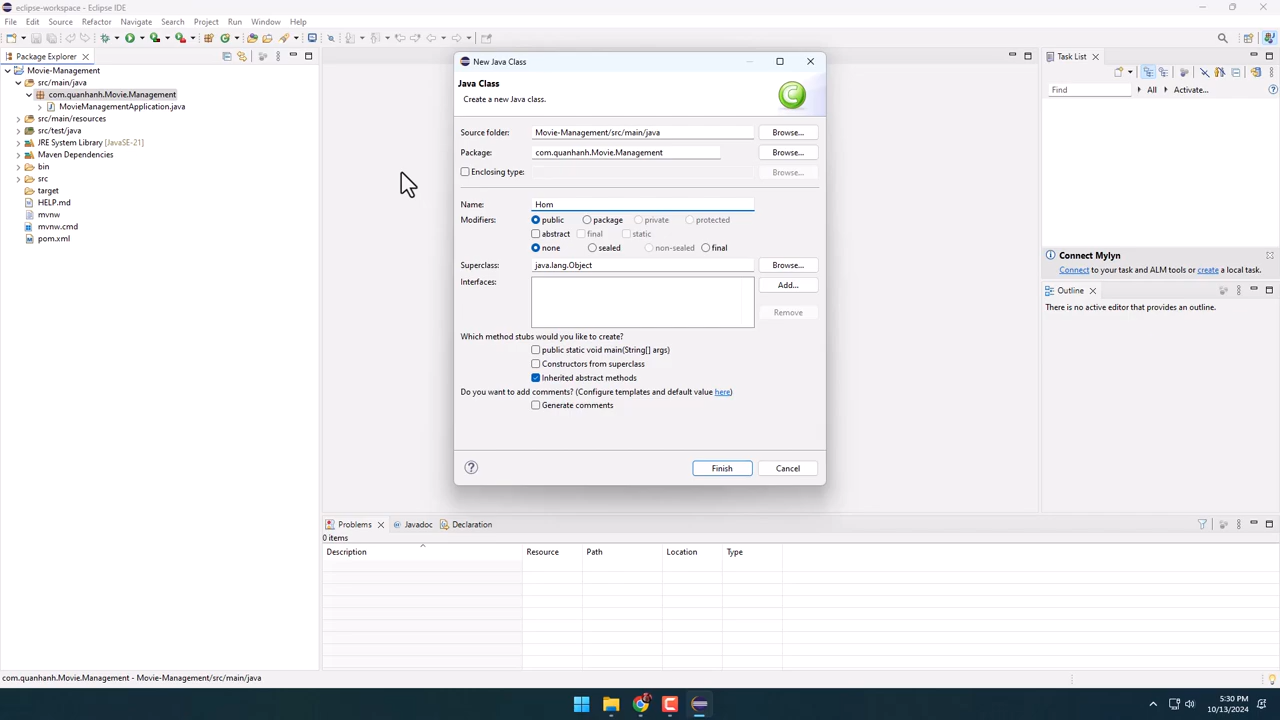 eclipse-workspace - Eclipse IDE
File Edit Source Refactor Navigate Search Project Run Window Help
Package Explorer
Movie-Management
src/main/java
com.quanhanh.Movie.Management
MovieManagementApplication.java
src/main/resources
src/test/java
JRE System Library [JavaSE-21]
Maven Dependencies
bin
src
target
HELP.md
mvnw
mvnw.cmd
pom.xml
New Java Class
Java Class
Create a new Java class.
Source folder: Movie-Management/src/main/java Browse...
Package: com.quanhanh.Movie.Management Browse...
Enclosing type: Browse...
Name: Hom
Modifiers: public package private protected
abstract final static
none sealed non-sealed final
Superclass: java.lang.Object Browse...
Interfaces: Add...
Remove
Which method stubs would you like to create?
public static void main(String[] args)
Constructors from superclass
Inherited abstract methods
Do you want to add comments? (Configure templates and default value here)
Generate comments
? Finish Cancel
Task List
Find All Activate...
Connect Mylyn
Connect to your task and ALM tools or create a local task.
Outline
There is no active editor that provides an outline.
Problems Javadoc Declaration
0 items
Description Resource Path Location Type
com.quanhanh.Movie.Management - Movie-Management/src/main/java
5:30 PM
10/13/2024